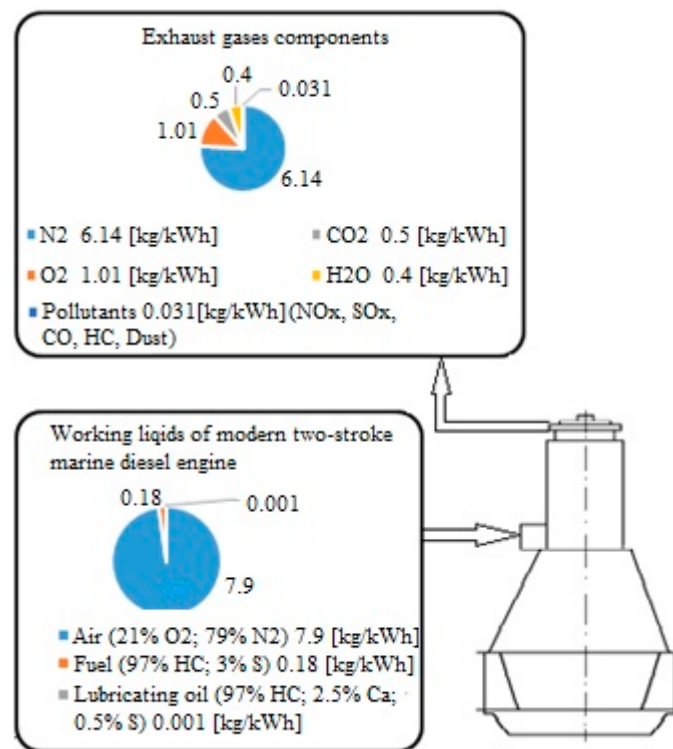 Exhaust gases components
0.4
0.031
0.5
1.01
6.14
N2 6.14 [kg/kWh]
CO2 0.5 [kg/kWh]
O2 1.01 [kg/kWh]
H2O 0.4 [kg/kWh]
Pollutants 0.031[kg/kWh](NOx, SOx,
CO, HC, Dust)
Working liqids of modern two-stroke
marine diesel engine
0.18
0.001
7.9
Air (21% O2; 79% N2) 7.9 [kg/kWh]
Fuel (97% HC; 3% S) 0.18 [kg/kWh]
Lubricating oil (97% HC; 2.5% Ca;
0.5% S) 0.001 [kg/kWh]